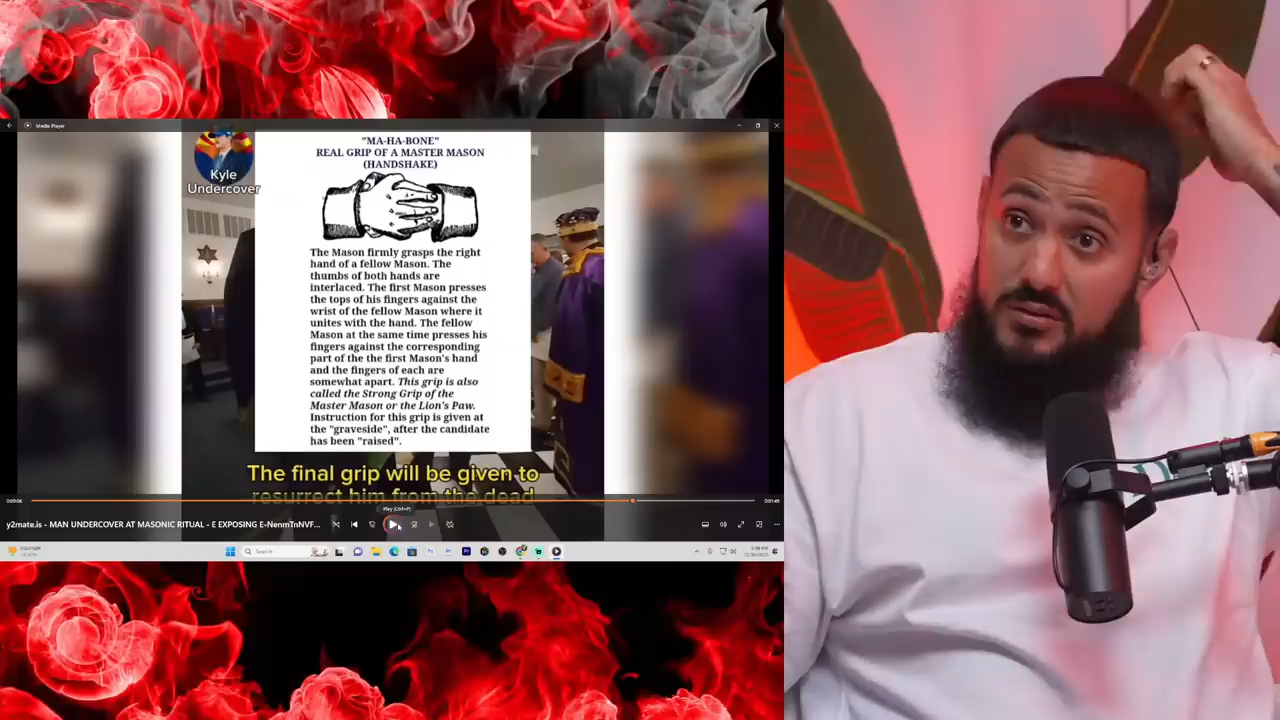 Media Player
Kyle
Undercover
"MA-HA-BONE"
REAL GRIP OF A MASTER MASON
(HANDSHAKE)
The Mason firmly grasps the right
hand of a fellow Mason. The
thumbs of both hands are
interlaced. The first Mason presses
the tops of his fingers against the
wrist of the fellow Mason where it
unites with the hand. The fellow
Mason at the same time presses his
fingers against the corresponding
part of the the first Mason's hand
and the fingers of each are
somewhat apart. This grip is also
called the Strong Grip of the
Master Mason or the Lion's Paw.
Instruction for this grip is given at
the "graveside", after the candidate
has been "raised".
The final grip will be given to
resurrect him from the dead
Play (Ctrl+P)
y2mate.is - MAN UNDERCOVER AT MASONIC RITUAL - E EXPOSING E-NenmTnNVF...
Search